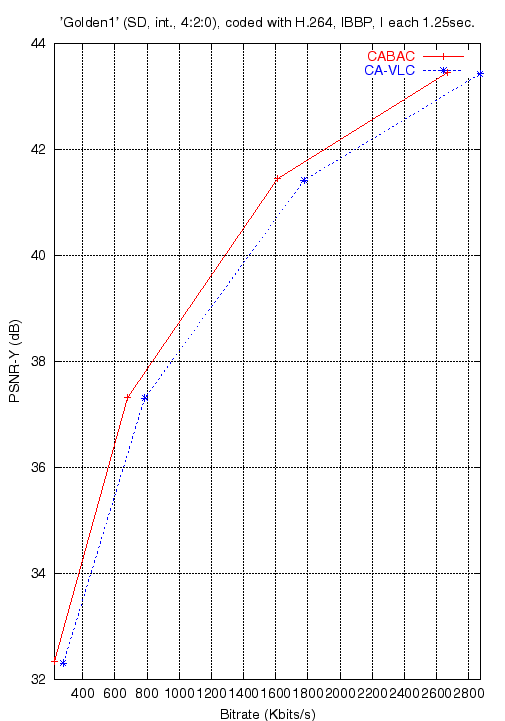 'Golden1' (SD, int., 4:2:0), coded with H.264, IBBP, I each 1.25sec.
44
CABAC
CA-VLC
42
40
38
PSNR-Y (dB)
36
34
32
400 600 800 1000 1200 1400 1600 1800 2000 2200 2400 2600 2800
Bitrate (Kbits/s)